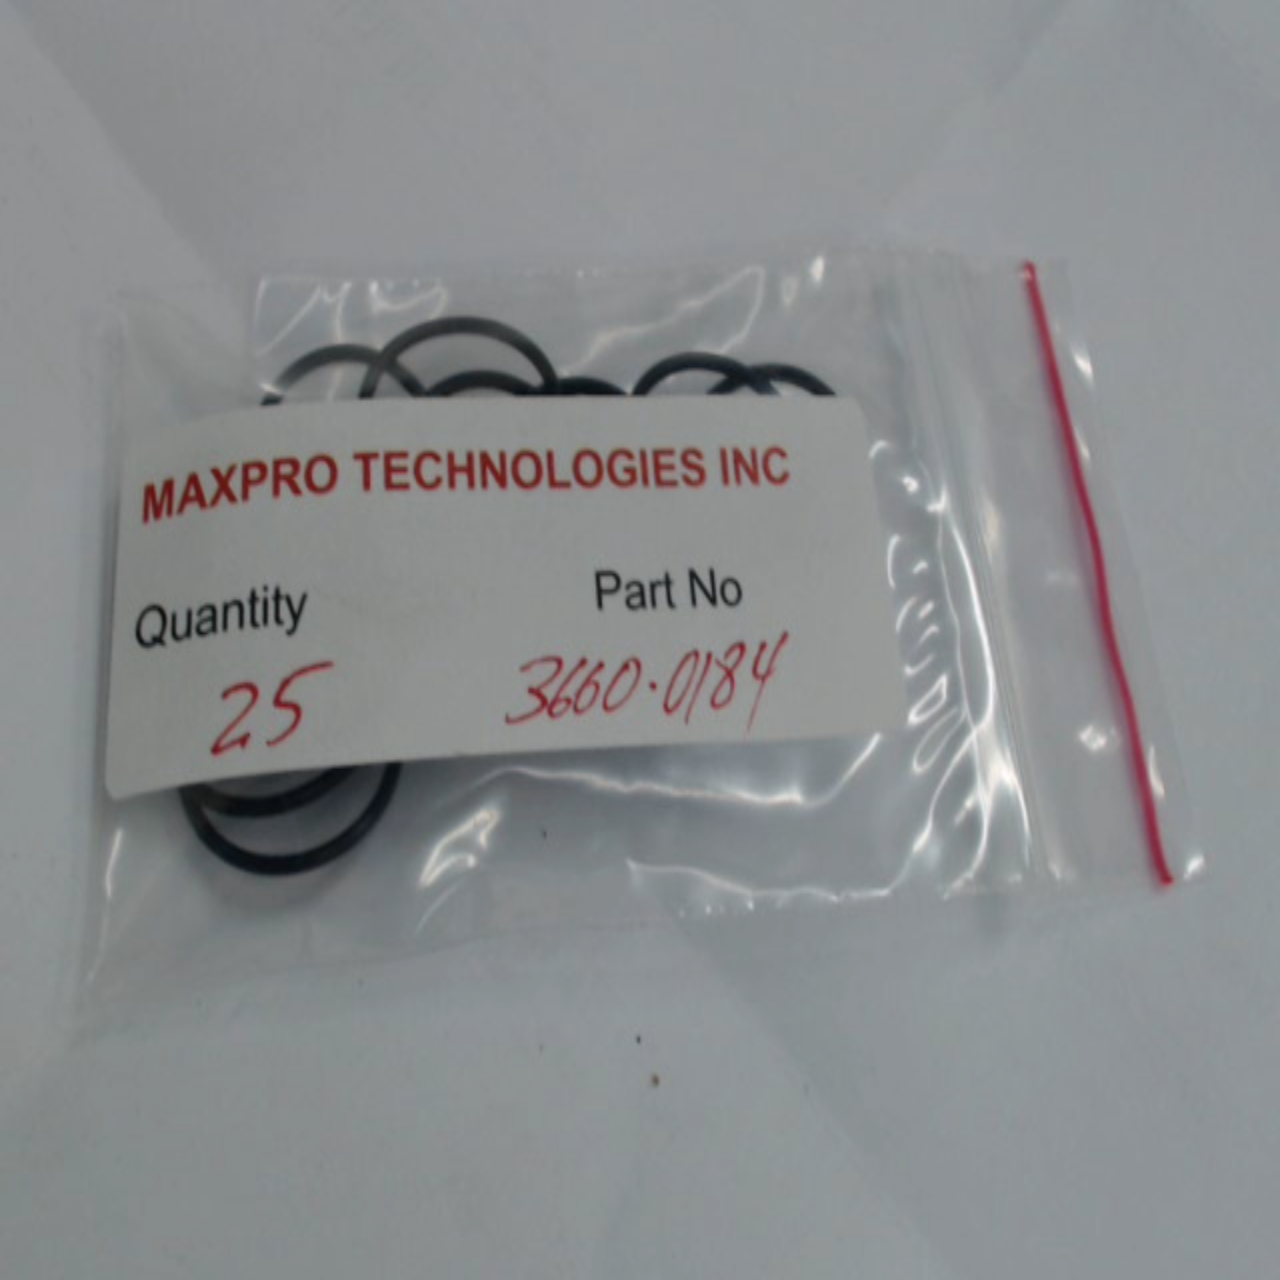 MAXPRO TECHNOLOGIES INC
Quantity Part No
25 3660.0184